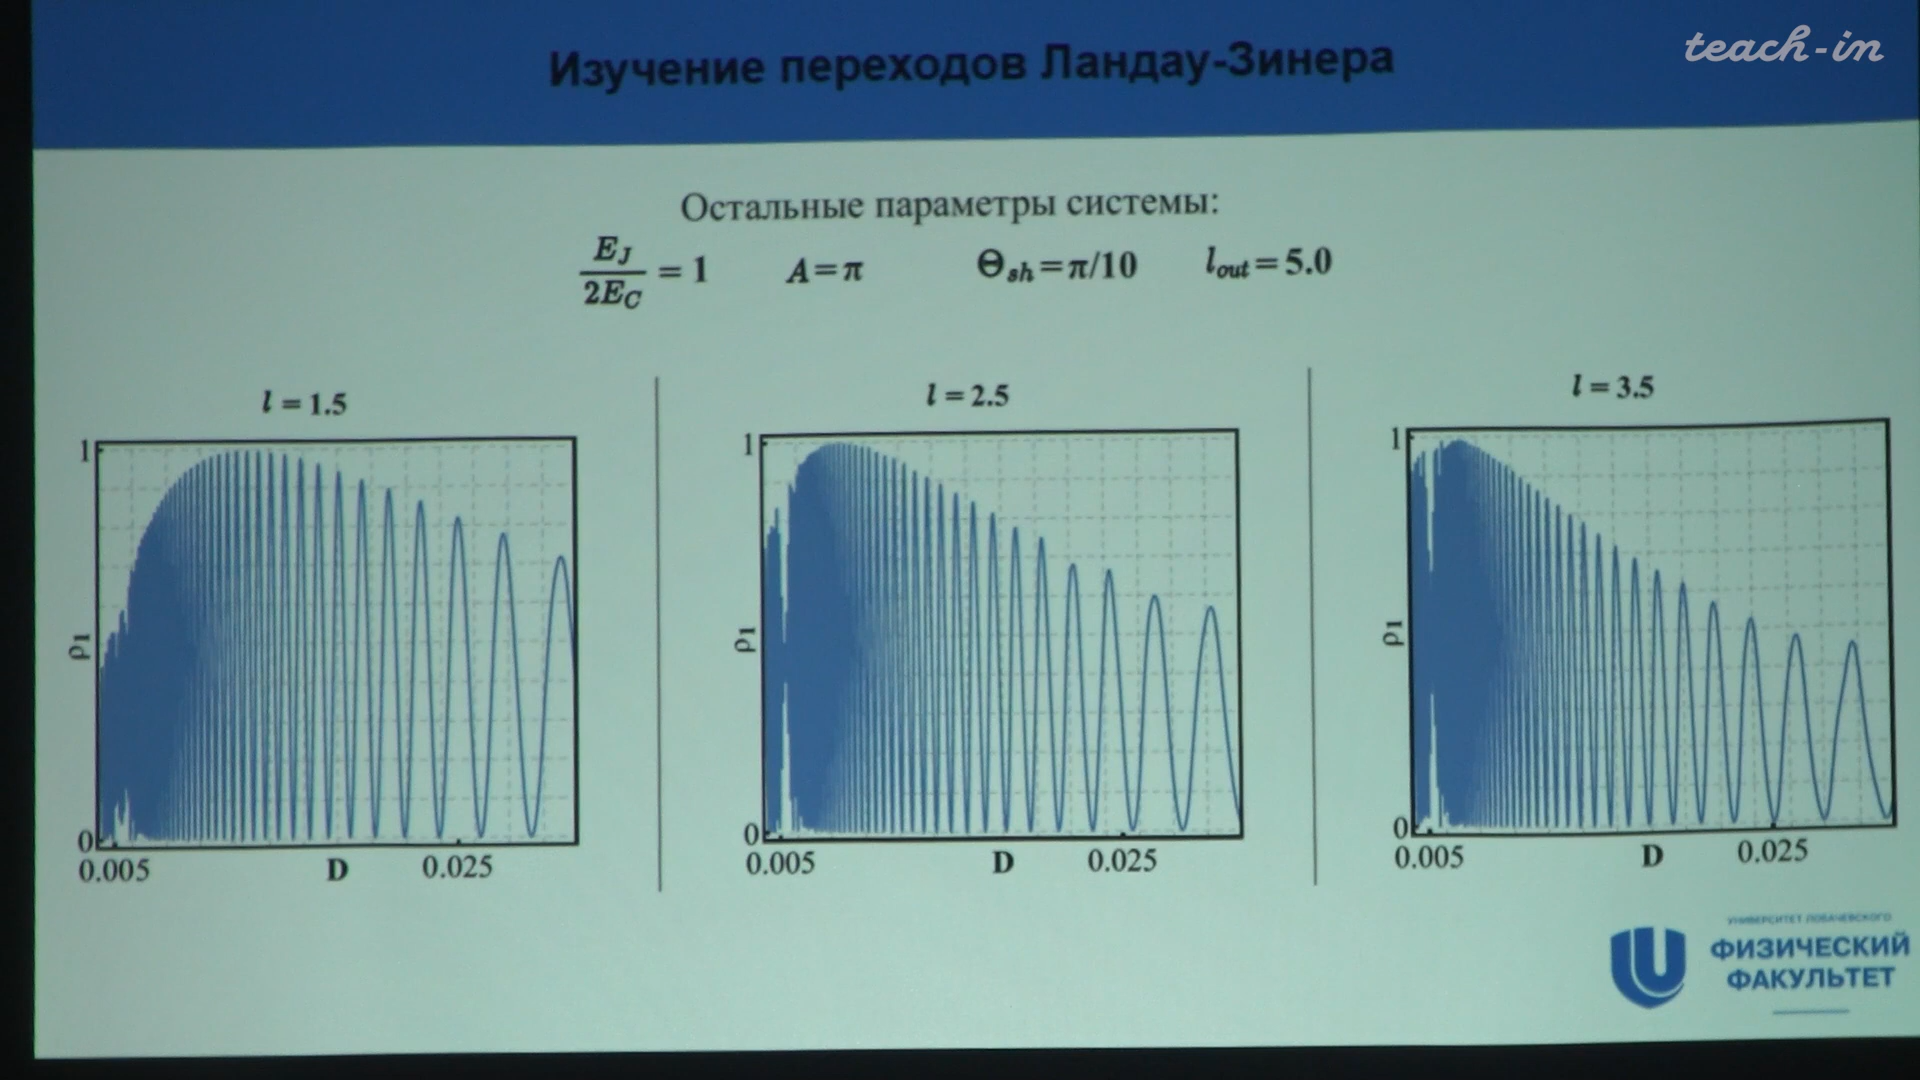 teach-in
Изучение переходов Ландау-Зинера
Остальные параметры системы:
E_J / 2E_C = 1 A=π Θ_sh=π/10 l_out=5.0
l = 1.5
l = 2.5
l = 3.5
1
ρ1
0
0.005 D 0.025
1
ρ1
0
0.005 D 0.025
1
ρ1
0
0.005 D 0.025
УНИВЕРСИТЕТ ЛОБАЧЕВСКОГО
ФИЗИЧЕСКИЙ
ФАКУЛЬТЕТ